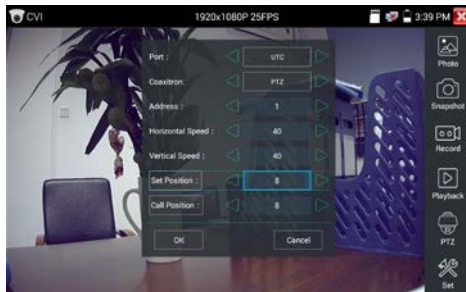 CVI 1920x1080P 25FPS 3:39 PM
Port : UTC
Coaxitron: PTZ
Address : 1
Horizontal Speed : 40
Vertical Speed : 40
Set Position : 8
Call Position : 8
OK Cancel
Photo
Snapshot
Record
Playback
PTZ
Set